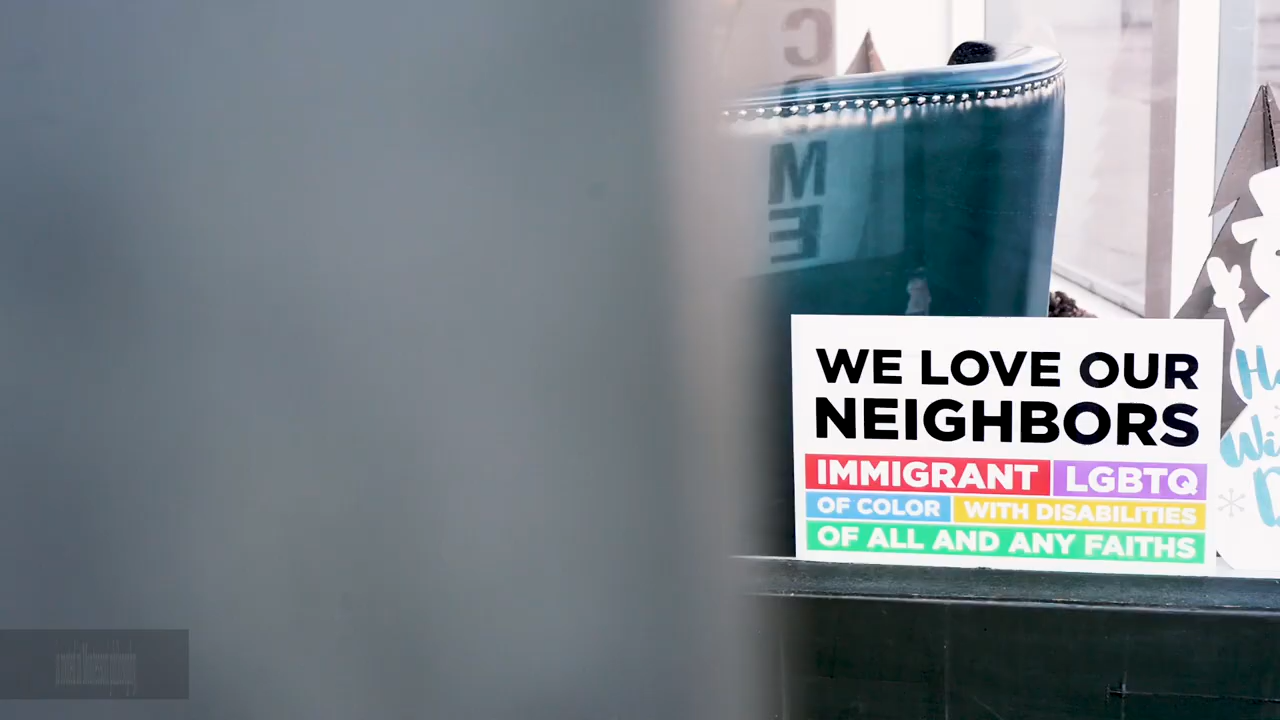 C
O
M
E
WE LOVE OUR
NEIGHBORS
IMMIGRANT LGBTQ
OF COLOR WITH DISABILITIES
OF ALL AND ANY FAITHS